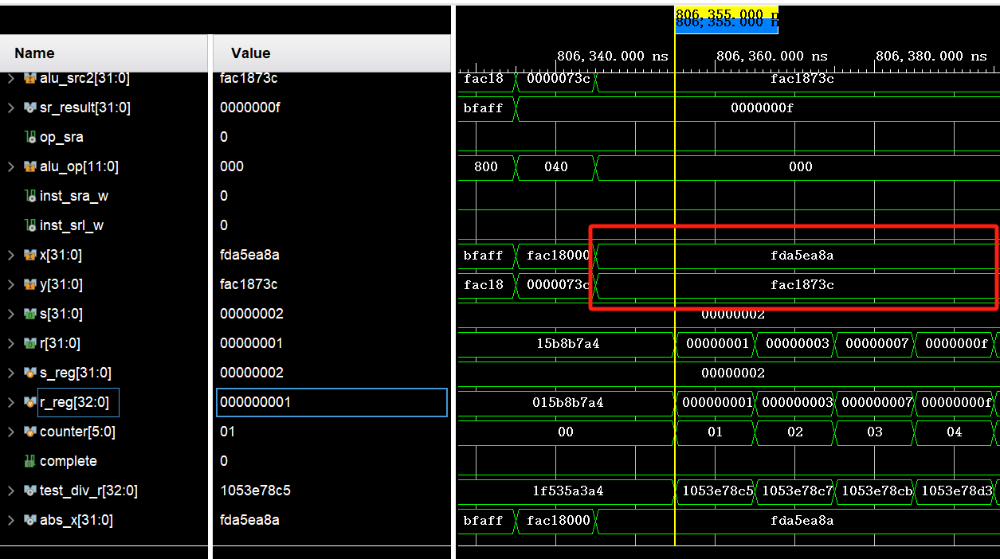 806,355.000 n
806,355.000 n
Name Value
806,340.000 ns 806,360.000 ns 806,380.000 ns
alu_src2[31:0] fac1873c fac18 0000073c fac1873c
sr_result[31:0] 0000000f bfaff 0000000f
op_sra 0
alu_op[11:0] 000 800 040 000
inst_sra_w 0
inst_srl_w 0
x[31:0] fda5ea8a bfaff fac18000 fda5ea8a
y[31:0] fac1873c fac18 0000073c fac1873c
s[31:0] 00000002 00000002
r[31:0] 00000001 15b8b7a4 00000001 00000003 00000007 0000000f
s_reg[31:0] 00000002 00000002
r_reg[32:0] 000000001 015b8b7a4 000000001 000000003 000000007 00000000f
counter[5:0] 01 00 01 02 03 04
complete 0
test_div_r[32:0] 1053e78c5 1f535a3a4 1053e78c5 1053e78c7 1053e78cb 1053e78d3
abs_x[31:0] fda5ea8a bfaff fac18000 fda5ea8a